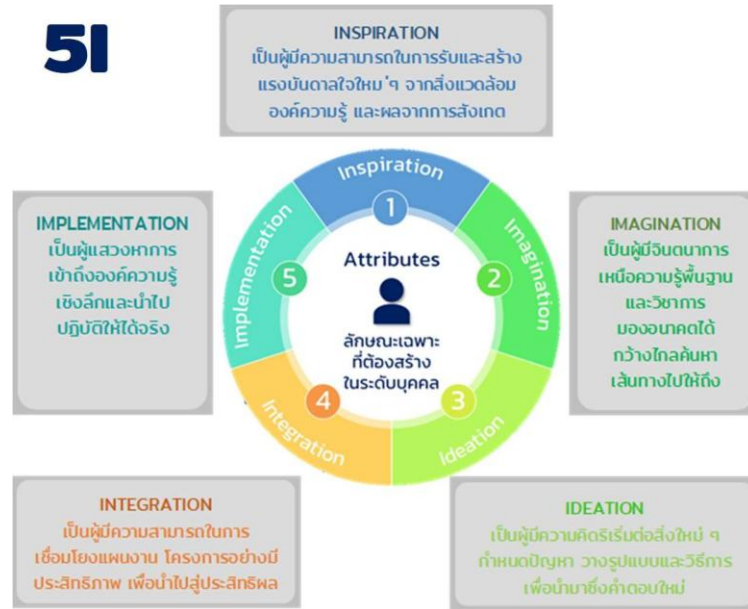 5I
INSPIRATION
เป็นผู้มีความสามารถในการรับและสร้าง
แรงบันดาลใจใหม่ ๆ จากสิ่งแวดล้อม
องค์ความรู้ และผลจากการสังเกต
IMPLEMENTATION
เป็นผู้แสวงหาการ
เข้าถึงองค์ความรู้
เชิงลึกและนำไป
ปฏิบัติให้ได้จริง
Inspiration
1
Imagination
2
Ideation
3
Integration
4
Implementation
5
Attributes
ลักษณะเฉพาะ
ที่ต้องสร้าง
ในระดับบุคคล
IMAGINATION
เป็นผู้มีจินตนาการ
เหนือความรู้พื้นฐาน
และวิชาการ
มองอนาคตได้
กว้างไกลค้นหา
เส้นทางไปให้ถึง
INTEGRATION
เป็นผู้มีความสามารถในการ
เชื่อมโยงแผนงาน โครงการอย่างมี
ประสิทธิภาพ เพื่อนำไปสู่ประสิทธิผล
IDEATION
เป็นผู้มีความคิดริเริ่มต่อสิ่งใหม่ ๆ
กำหนดปัญหา วางรูปแบบและวิธีการ
เพื่อนำมาซึ่งคำตอบใหม่